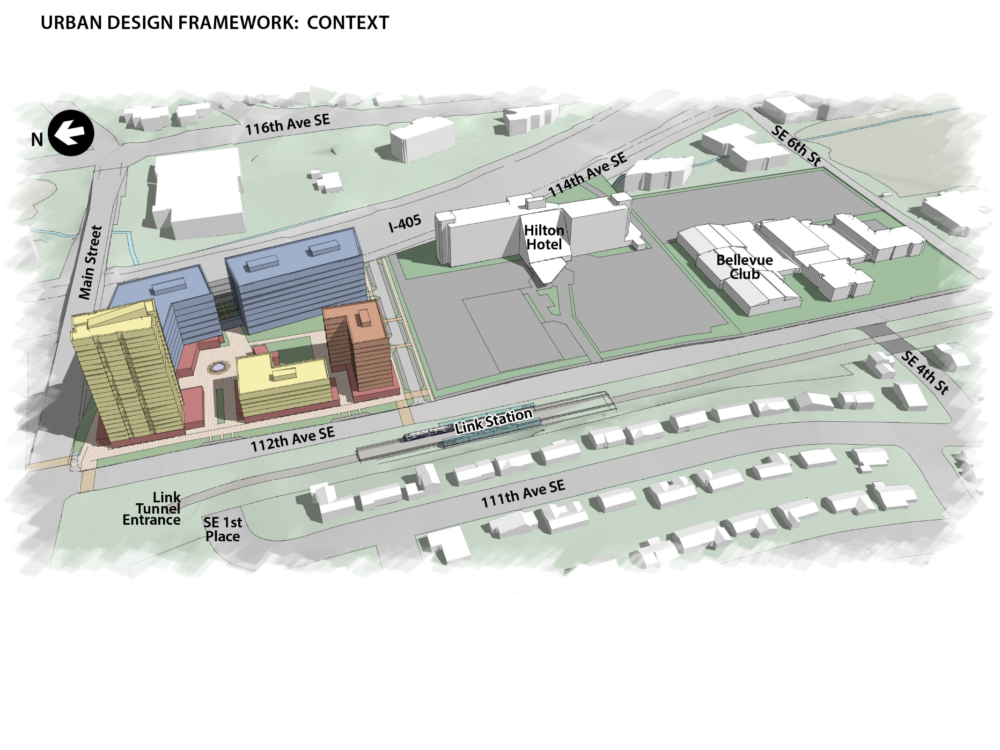 URBAN DESIGN FRAMEWORK:  CONTEXT
116th Ave SE
N
SE 6th St
114th Ave SE
I-405
Hilton
Hotel
Main Street
Bellevue
Club
SE 4th St
Link Station
112th Ave SE
111th Ave SE
Link
Tunnel
Entrance
SE 1st
Place